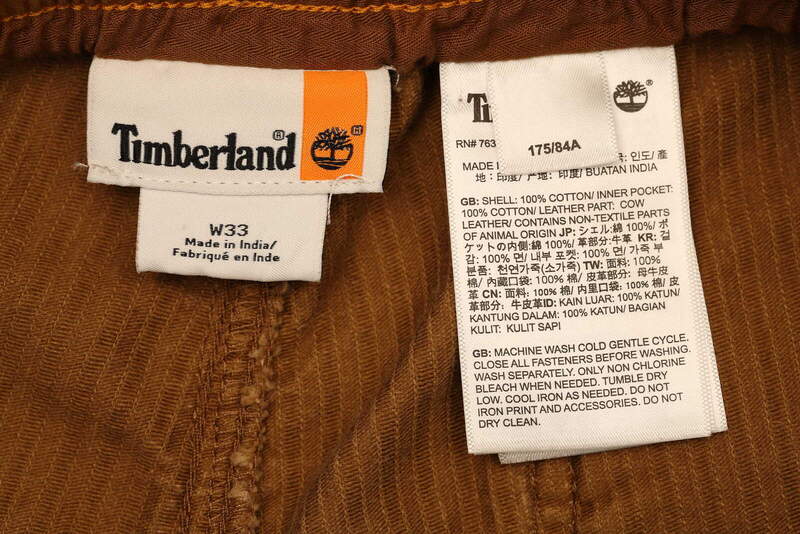 Timberland®
W33
Made in India/
Fabriqué en Inde
175/84A
RN# 763
MADE I
地：印度/ 产地：印度/ BUATAN INDIA
GB: SHELL: 100% COTTON/ INNER POCKET:
100% COTTON/ LEATHER PART: COW
LEATHER/ CONTAINS NON-TEXTILE PARTS
OF ANIMAL ORIGIN JP: シェル:綿 100%/ポ
ケットの内側:綿 100%/ 革部分:牛革 KR: 겉
감: 100% 면/ 내부 포켓: 100% 면/ 가죽 부
분품: 천연가죽(소가죽) TW: 面料: 100%
棉/ 內藏口袋: 100% 棉/ 皮革部分: 母牛皮
革 CN: 面料：100% 棉/ 内里口袋：100%
棉/ 皮革部分：牛皮革ID: KAIN LUAR: 100% KATUN/
KANTUNG DALAM: 100% KATUN/ BAGIAN
KULIT: KULIT SAPI
GB: MACHINE WASH COLD GENTLE CYCLE.
CLOSE ALL FASTENERS BEFORE WASHING.
WASH SEPARATELY. ONLY NON CHLORINE
BLEACH WHEN NEEDED. TUMBLE DRY
LOW. COOL IRON AS NEEDED. DO NOT
IRON PRINT AND ACCESSORIES. DO NOT
DRY CLEAN.